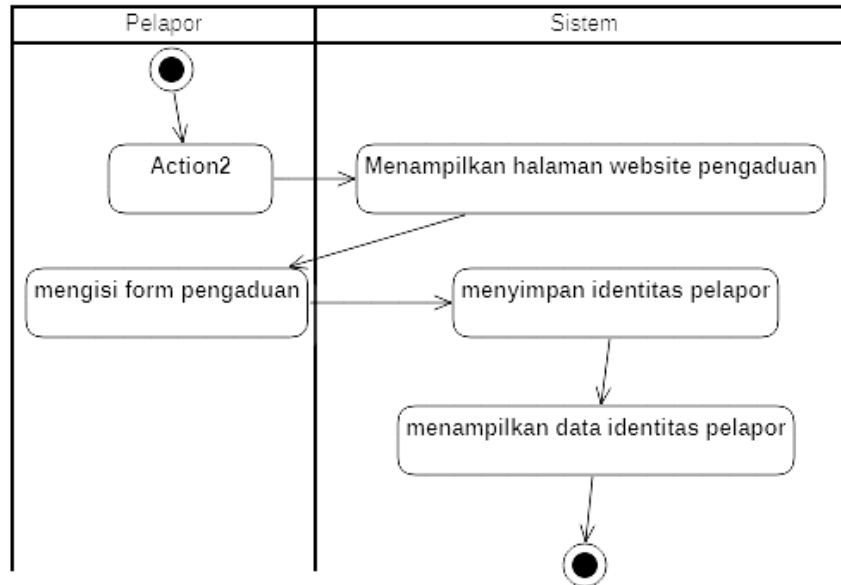 Pelapor
Sistem
Action2
Menampilkan halaman website pengaduan
mengisi form pengaduan
menyimpan identitas pelapor
menampilkan data identitas pelapor